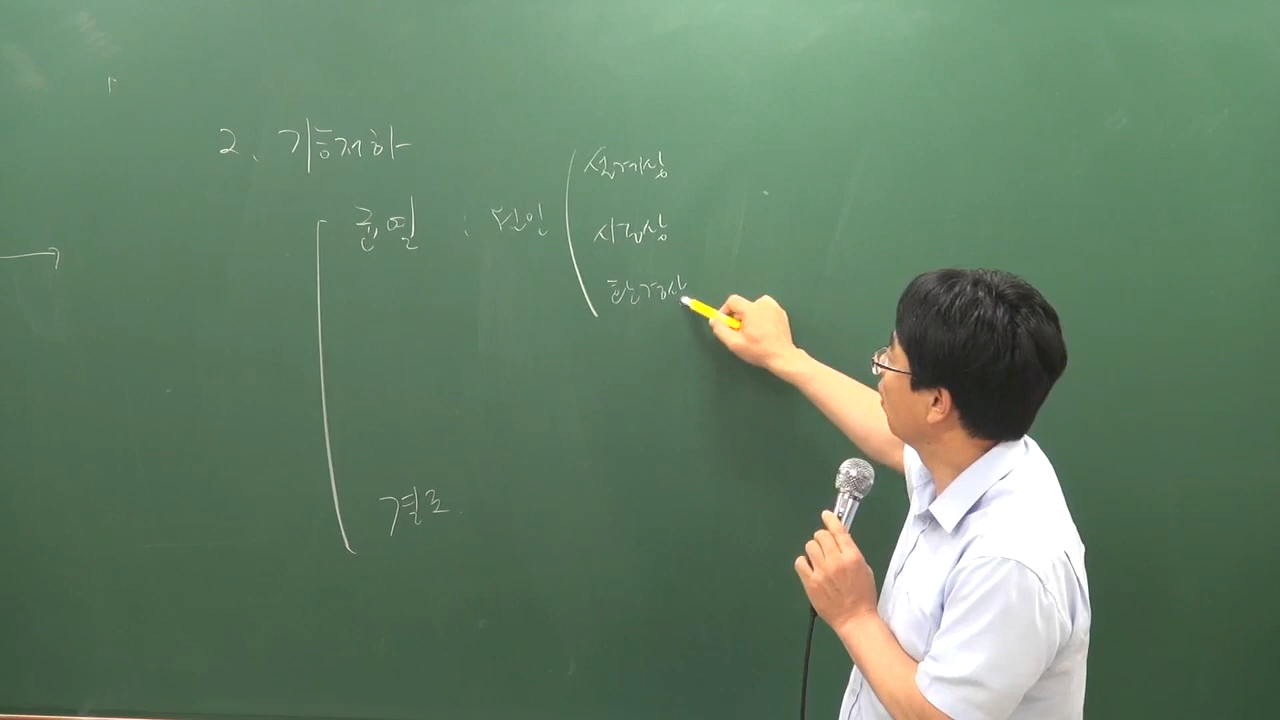 2. 기능저하
균열 : 원인
설계상
시공상
환경상
결로